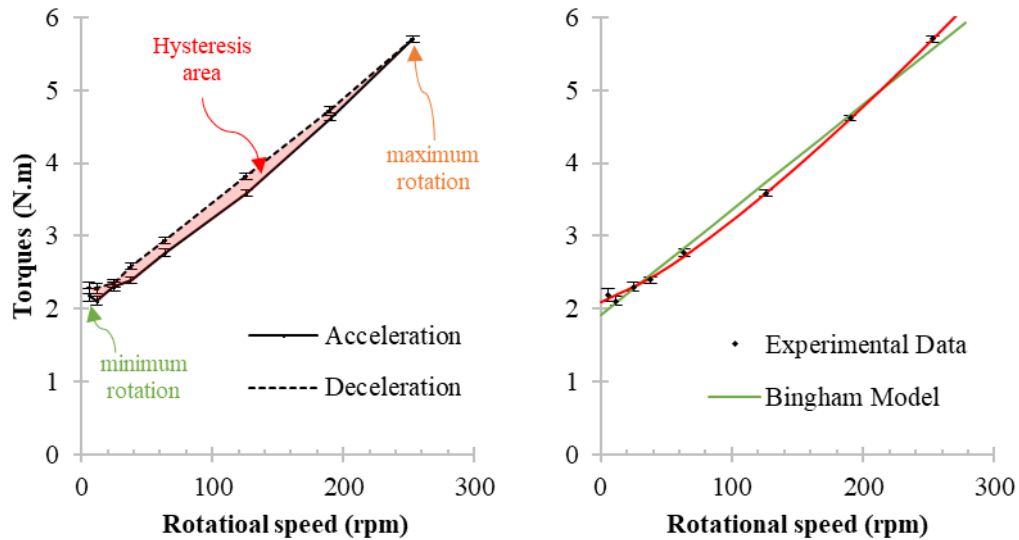 Torques (N.m)
6
5
4
3
2
1
0
Hysteresis
area
maximum
rotation
minimum
rotation
Acceleration
Deceleration
0
100
200
300
Rotatioal speed (rpm)
6
5
4
3
2
1
0
Experimental Data
Bingham Model
0
100
200
300
Rotational speed (rpm)